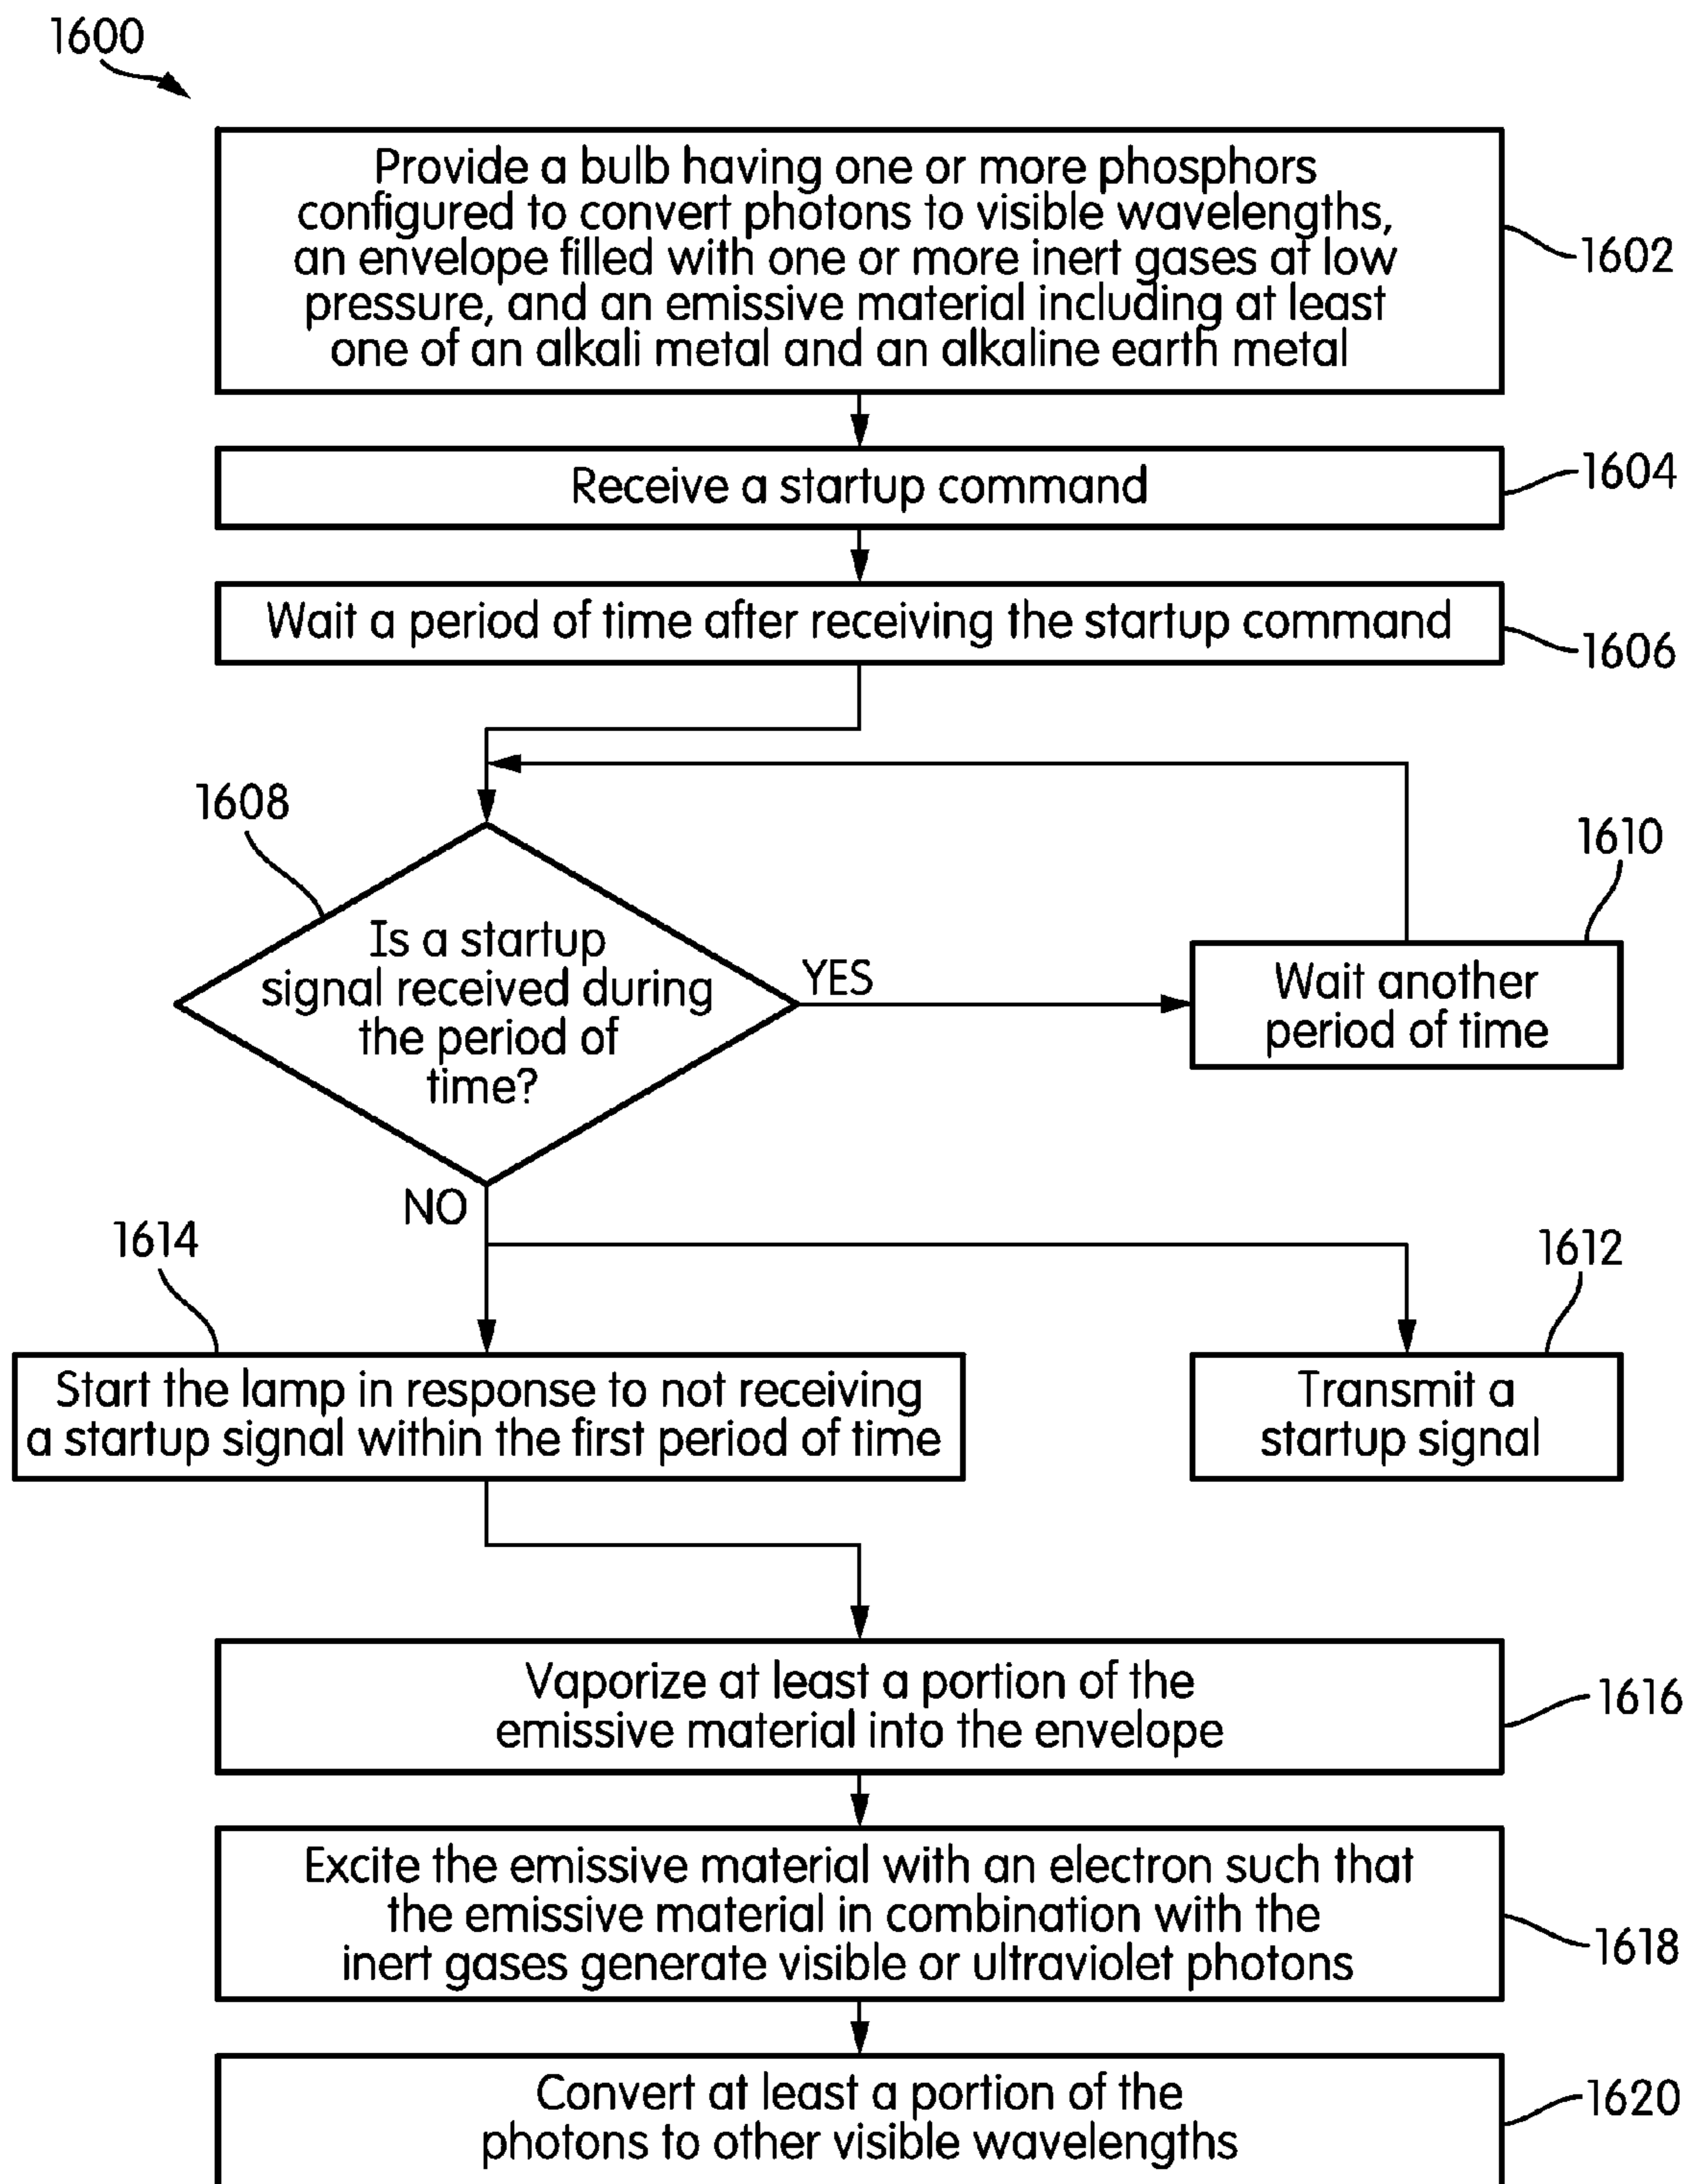 1600
Provide a bulb having one or more phosphors
configured to convert photons to visible wavelengths,
an envelope filled with one or more inert gases at low
pressure, and an emissive material including at least
one of an alkali metal and an alkaline earth metal
1602
Receive a startup command
1604
Wait a period of time after receiving the startup command
1606
1608
Is a startup
signal received during
the period of
time?
YES
1610
Wait another
period of time
NO
1614
Start the lamp in response to not receiving
a startup signal within the first period of time
1612
Transmit a
startup signal
Vaporize at least a portion of the
emissive material into the envelope
1616
Excite the emissive material with an electron such that
the emissive material in combination with the
inert gases generate visible or ultraviolet photons
1618
Convert at least a portion of the
photons to other visible wavelengths
1620